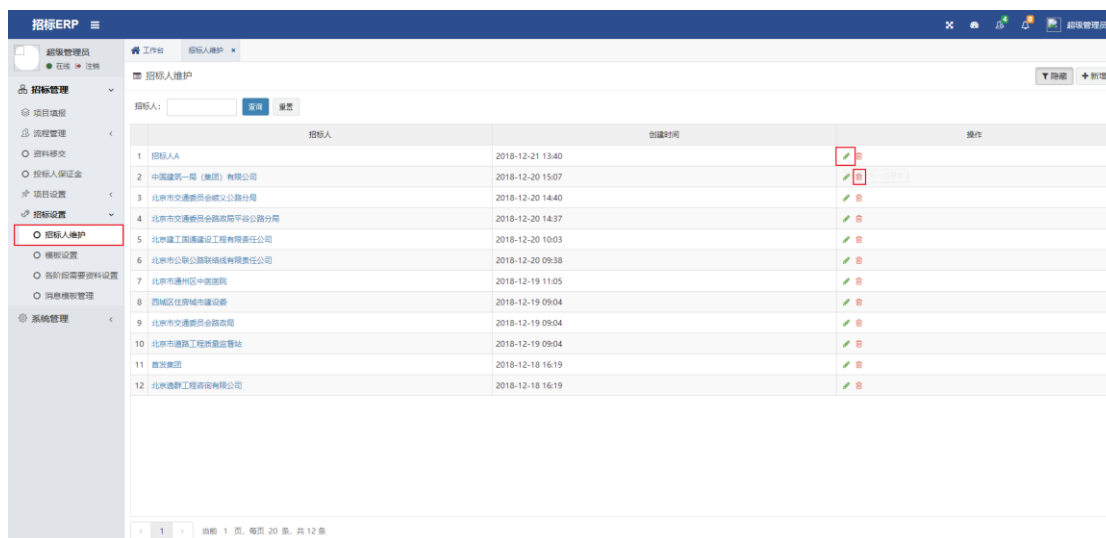 招标ERP
4
超级管理员
超级管理员
在线 注销
工作台 招标人维护 ×
招标人维护
隐藏 +新增
招标管理
招标人： 查询 重置
项目填报
流程管理
资料移交
投标人保证金
项目设置
招标设置
招标人维护
模板设置
各阶段需要资料设置
消息模板管理
系统管理
招标人 创建时间 操作
1 招标人A 2018-12-21 13:40
2 中国建筑一局（集团）有限公司 2018-12-20 15:07
3 北京市交通委员会顺义公路分局 2018-12-20 14:40
4 北京市交通委员会路政局平谷公路分局 2018-12-20 14:37
5 北京建工国通建设工程有限责任公司 2018-12-20 10:03
6 北京市公联公路联络线有限责任公司 2018-12-20 09:38
7 北京市通州区中医医院 2018-12-19 11:05
8 西城区住房城市建设委 2018-12-19 09:04
9 北京市交通委员会路政局 2018-12-19 09:04
10 北京市道路工程质量监督站 2018-12-19 09:04
11 首发集团 2018-12-18 16:19
12 北京逸群工程咨询有限公司 2018-12-18 16:19
1 当前 1 页，每页 20 条，共 12 条